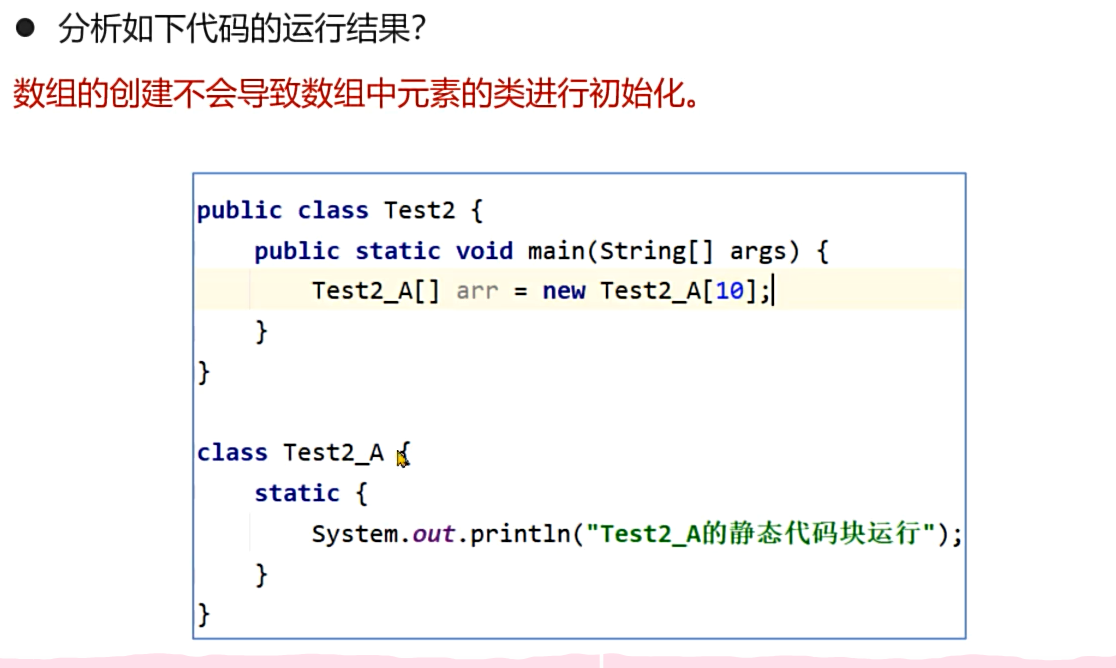 ● 分析如下代码的运行结果？
数组的创建不会导致数组中元素的类进行初始化。
public class Test2 {
    public static void main(String[] args) {
        Test2_A[] arr = new Test2_A[10];
    }
}
class Test2_A {
    static {
        System.out.println("Test2_A的静态代码块运行");
    }
}